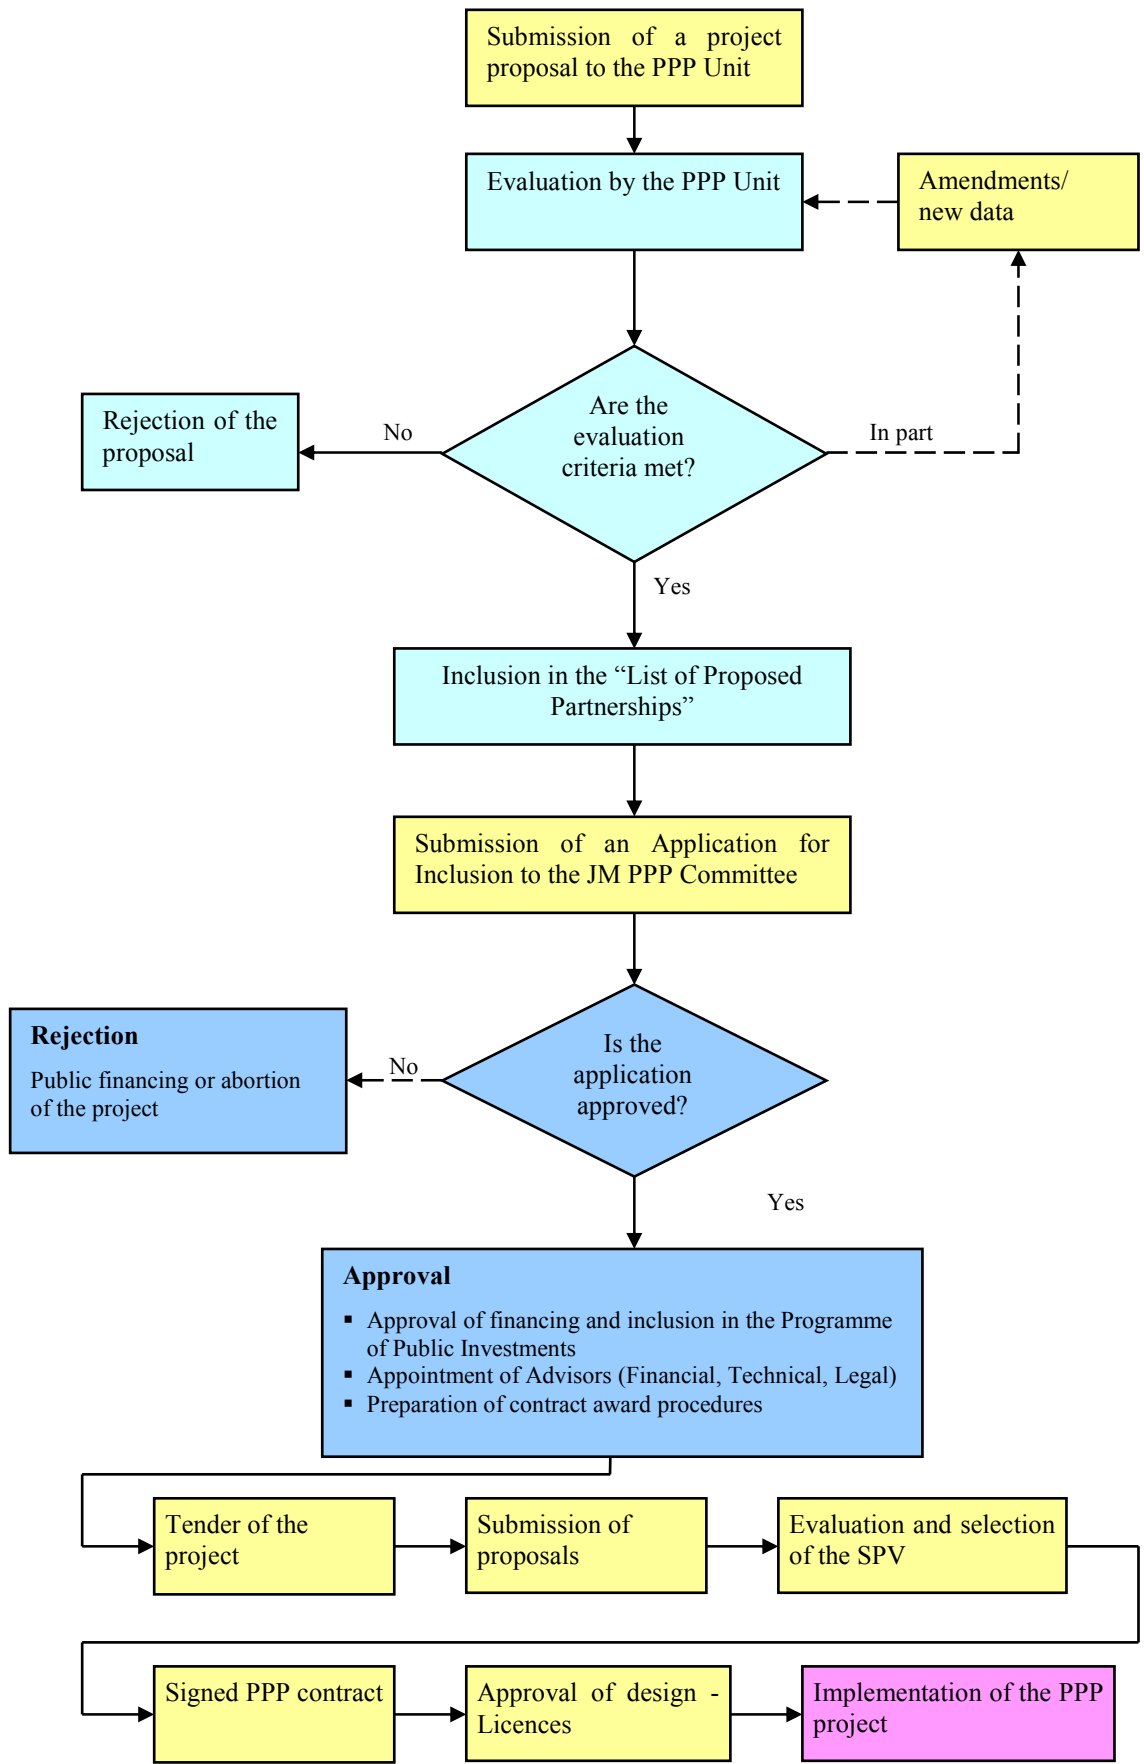 Submission of a project
proposal to the PPP Unit
Evaluation by the PPP Unit
Amendments/
new data
Are the
evaluation
criteria met?
No
In part
Rejection of the
proposal
Yes
Inclusion in the “List of Proposed
Partnerships”
Submission of an Application for
Inclusion to the JM PPP Committee
Is the
application
approved?
No
Rejection
Public financing or abortion
of the project
Yes
Approval
▪ Approval of financing and inclusion in the Programme
of Public Investments
▪ Appointment of Advisors (Financial, Technical, Legal)
▪ Preparation of contract award procedures
Tender of the
project
Submission of
proposals
Evaluation and selection
of the SPV
Signed PPP contract
Approval of design -
Licences
Implementation of the PPP
project